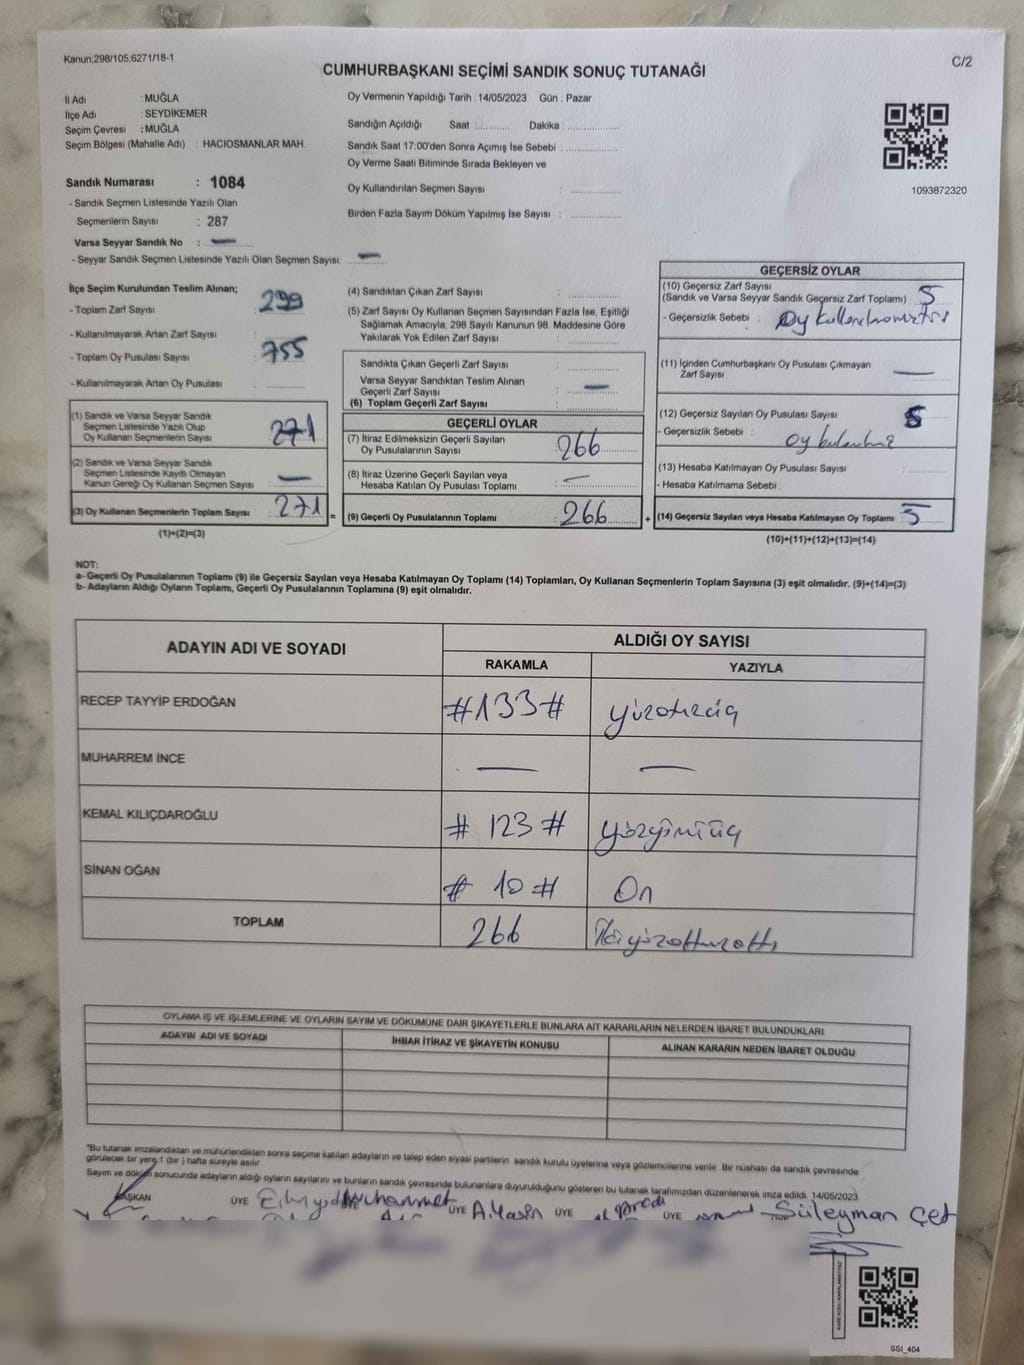 Kanun;298/105;6271/18-1
C/2
CUMHURBAŞKANI SEÇİMİ SANDIK SONUÇ TUTANAĞI
İl Adı : MUĞLA
İlçe Adı : SEYDİKEMER
Seçim Çevresi : MUĞLA
Seçim Bölgesi (Mahalle Adı) : HACIOSMANLAR MAH.
Sandık Numarası : 1084
- Sandık Seçmen Listesinde Yazılı Olan
Seçmenlerin Sayısı : 287
Varsa Seyyar Sandık No : —
- Seyyar Sandık Seçmen Listesinde Yazılı Olan Seçmen Sayısı: —
Oy Vermenin Yapıldığı Tarih : 14/05/2023 Gün : Pazar
Sandığın Açıldığı Saat :.......... Dakika :...............
Sandık Saat 17:00'den Sonra Açımış İse Sebebi :...............
Oy Verme Saati Bitiminde Sırada Bekleyen ve
Oy Kullandırılan Seçmen Sayısı : ...............
Birden Fazla Sayım Döküm Yapılmış İse Sayısı : ...............
1093872320
İlçe Seçim Kurulundan Teslim Alınan;
- Toplam Zarf Sayısı : 299
- Kullanılmayarak Artan Zarf Sayısı :
- Toplam Oy Pusulası Sayısı : 755
- Kullanılmayarak Artan Oy Pusulası :
(1) Sandık ve Varsa Seyyar Sandık
Seçmen Listesinde Yazılı Olup
Oy Kullanan Seçmenlerin Sayısı : 271
(2) Sandık ve Varsa Seyyar Sandık
Seçmen Listesinde Kayıtlı Olmayan
Kanun Gereği Oy Kullanan Seçmen Sayısı : —
(3) Oy Kullanan Seçmenlerin Toplam Sayısı : 271 =
(1)+(2)=(3)
(4) Sandıktan Çıkan Zarf Sayısı :
(5) Zarf Sayısı Oy Kullanan Seçmen Sayısından Fazla İse, Eşitliği
Sağlamak Amacıyla, 298 Sayılı Kanunun 98. Maddesine Göre
Yakılarak Yok Edilen Zarf Sayısı :
Sandıkta Çıkan Geçerli Zarf Sayısı :
Varsa Seyyar Sandıktan Teslim Alınan
Geçerli Zarf Sayısı : —
(6) Toplam Geçerli Zarf Sayısı :
GEÇERLİ OYLAR
(7) İtiraz Edilmeksizin Geçerli Sayılan
Oy Pusulasının Sayısı : 266
(8) İtiraz Üzerine Geçerli Sayılan veya
Hesaba Katılan Oy Pusulası Toplamı : —
(9) Geçerli Oy Pusulalarının Toplamı : 266 +
GEÇERSİZ OYLAR
(10) Geçersiz Zarf Sayısı
(Sandık ve Varsa Seyyar Sandık Geçersiz Zarf Toplamı) : 5
- Geçersizlik Sebebi : Oy
(11) İçinden Cumhurbaşkanı Oy Pusulası Çıkmayan
Zarf Sayısı —
(12) Geçersiz Sayılan Oy Pusulası Sayısı :
- Geçersizlik Sebebi : oy
(13) Hesaba Katılmayan Oy Pusulası Sayısı :
- Hesaba Katılmama Sebebi :
(14) Geçersiz Sayılan veya Hesaba Katılmayan Oy Toplamı : 5
(10)+(11)+(12)+(13)=(14)
NOT:
a- Geçerli Oy Pusulalarının Toplamı (9) ile Geçersiz Sayılan veya Hesaba Katılmayan Oy Toplamı (14) Toplamları, Oy Kullanan Seçmenlerin Toplam Sayısına (3) eşit olmalıdır. (9)+(14)=(3)
b- Adayların Aldığı Oyların Toplamı, Geçerli Oy Pusulalarının Toplamına (9) eşit olmalıdır.
ADAYIN ADI VE SOYADI
ALDIĞI OY SAYISI
RAKAMLA YAZIYLA
RECEP TAYYİP ERDOĞAN #133# yüzotuzüç
MUHARREM İNCE — —
KEMAL KILIÇDAROĞLU # 123 # yüzyirmiüç
SİNAN OĞAN # 10 # On
TOPLAM 266
OYLAMA İŞ VE İŞLEMLERİNE VE OYLARIN SAYIM VE DÖKÜMÜNE DAİR ŞİKAYETLERLE BUNLARA AİT KARARLARIN NELERDEN İBARET BULUNDUKLARI
ADAYIN ADI VE SOYADI İHBAR İTİRAZ VE ŞİKAYETİN KONUSU ALINAN KARARIN NEDEN İBARET OLDUĞU
*Bu tutanak imzalandıktan ve mühürlendikten sonra seçime katılan adayların ve talep eden siyasi partilerin sandık kurulu üyelerine veya gözlemcilerine verilir. Bir nüshası da sandık çevresinde
görülecek bir yere 1 (bir ) hafta süreyle asılır
Sayım ve döküm sonucunda adayların aldığı oyların sayılarını ve bunların sandık çevresinde bulunanlara duyurulduğunu gösteren bu tutanak tarafımızdan düzenlenerek imza edildi. 14/05/2023
BAŞKAN ÜYE Muhammet ÜYE A.Yasin ÜYE ÜYE Süleyman Çet
SSI_404